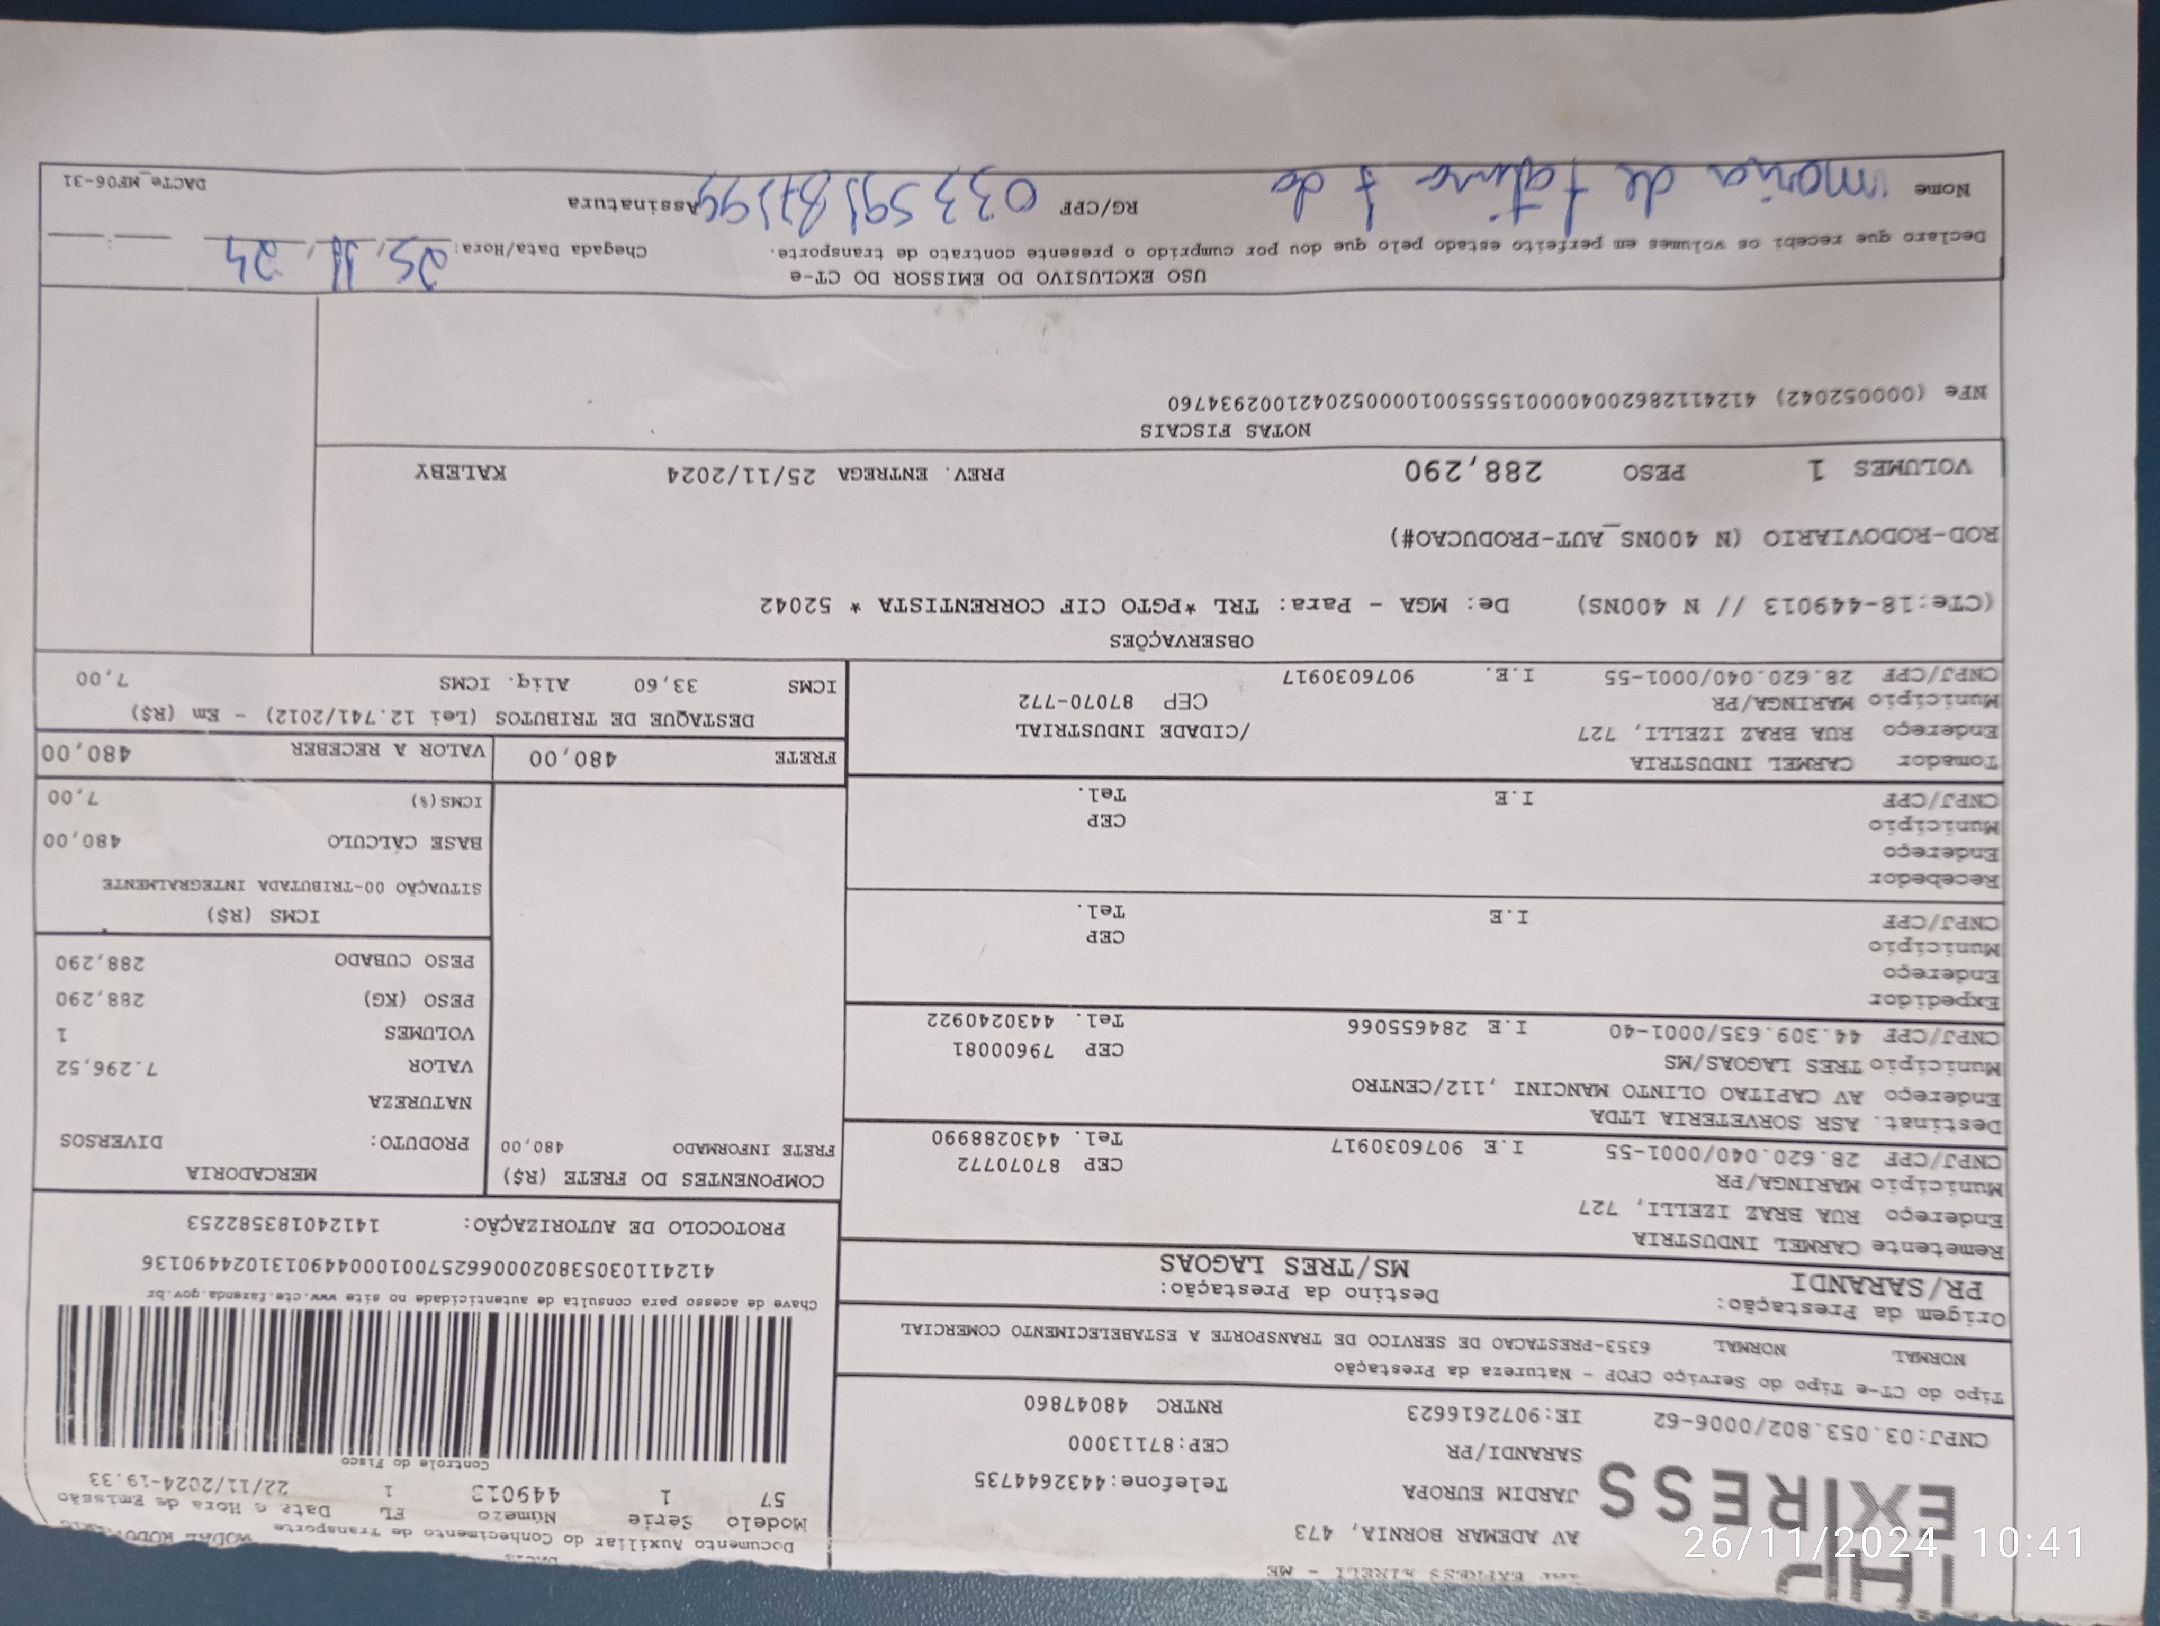 EXPRESS EIRELI - ME
EXPRESS
AV ADEMAR BORNIA, 473
JARDIM EUROPA Telefone:4432644735
SARANDI/PR CEP:87113000
CNPJ:03.053.802/0006-62 IE:9072616623 RNTRC 48047860
Documento Auxiliar do Conhecimento de Transporte MODAL
Modelo Série Número FL Data e Hora de Emissão
57 1 449013 1 22/11/2024-19.33
Controle do Fisco
Chave de acesso para consulta de autenticidade no site www.cte.fazenda.gov.br
41241103053802000662570010004490131024490136
PROTOCOLO DE AUTORIZAÇÃO: 141240183582253
Tipo do CT-e Tipo do Serviço CFOP - Natureza da Prestação
NORMAL NORMAL 6353-PRESTACAO DE SERVICO DE TRANSPORTE A ESTABELECIMENTO COMERCIAL
Origem da Prestação: Destino da Prestação:
PR/SARANDI MS/TRES LAGOAS
Remetente CARMEL INDUSTRIA
Endereço RUA BRAZ IZELLI, 727
Município MARINGA/PR CEP 87070772
CNPJ/CPF 28.620.040/0001-55 I.E 9076030917 Tel. 4430288990
Destinat. ASR SORVETERIA LTDA
Endereço AV CAPITAO OLINTO MANCINI ,112/CENTRO
Município TRES LAGOAS/MS CEP 79600081
CNPJ/CPF 44.309.635/0001-40 I.E 284655066 Tel. 4430240922
Expedidor
Endereço
Município CEP
CNPJ/CPF I.E Tel.
Recebedor
Endereço
Município CEP
CNPJ/CPF I.E Tel.
Tomador CARMEL INDUSTRIA
Endereço RUA BRAZ IZELLI, 727 /CIDADE INDUSTRIAL
Município MARINGA/PR CEP 87070-772
CNPJ/CPF 28.620.040/0001-55 I.E. 9076030917
COMPONENTES DO FRETE (R$)
FRETE INFORMADO 480,00
MERCADORIA
PRODUTO: DIVERSOS
NATUREZA
VALOR 7.296,52
VOLUMES 1
PESO (KG) 288,290
PESO CUBADO 288,290
ICMS (R$)
SITUAÇÃO 00-TRIBUTADA INTEGRALMENTE
BASE CÁLCULO 480,00
ICMS(%) 7,00
FRETE 480,00 VALOR A RECEBER 480,00
DESTAQUE DE TRIBUTOS (Lei 12.741/2012) - Em (R$)
ICMS 33,60 Aliq. ICMS 7,00
OBSERVAÇÕES
(CTe:18-449013 // N 400NS) De: MGA - Para: TRL *PGTO CIF CORRENTISTA * 52042
ROD-RODOVIARIO (N 400NS_AUT-PRODUCAO#)
VOLUMES 1 PESO 288,290 PREV. ENTREGA 25/11/2024 KALEBY
NOTAS FISCAIS
NFe (000052042) 41241128620040000155550010000520421002934760
USO EXCLUSIVO DO EMISSOR DO CT-e
Declaro que recebi os volumes em perfeito estado pelo que dou por cumprido o presente contrato de transporte. Chegada Data/Hora: 25/11/24
Nome maria de RG/CPF Assinatura
DACTe_MF06-31
26/11/2024 10:41